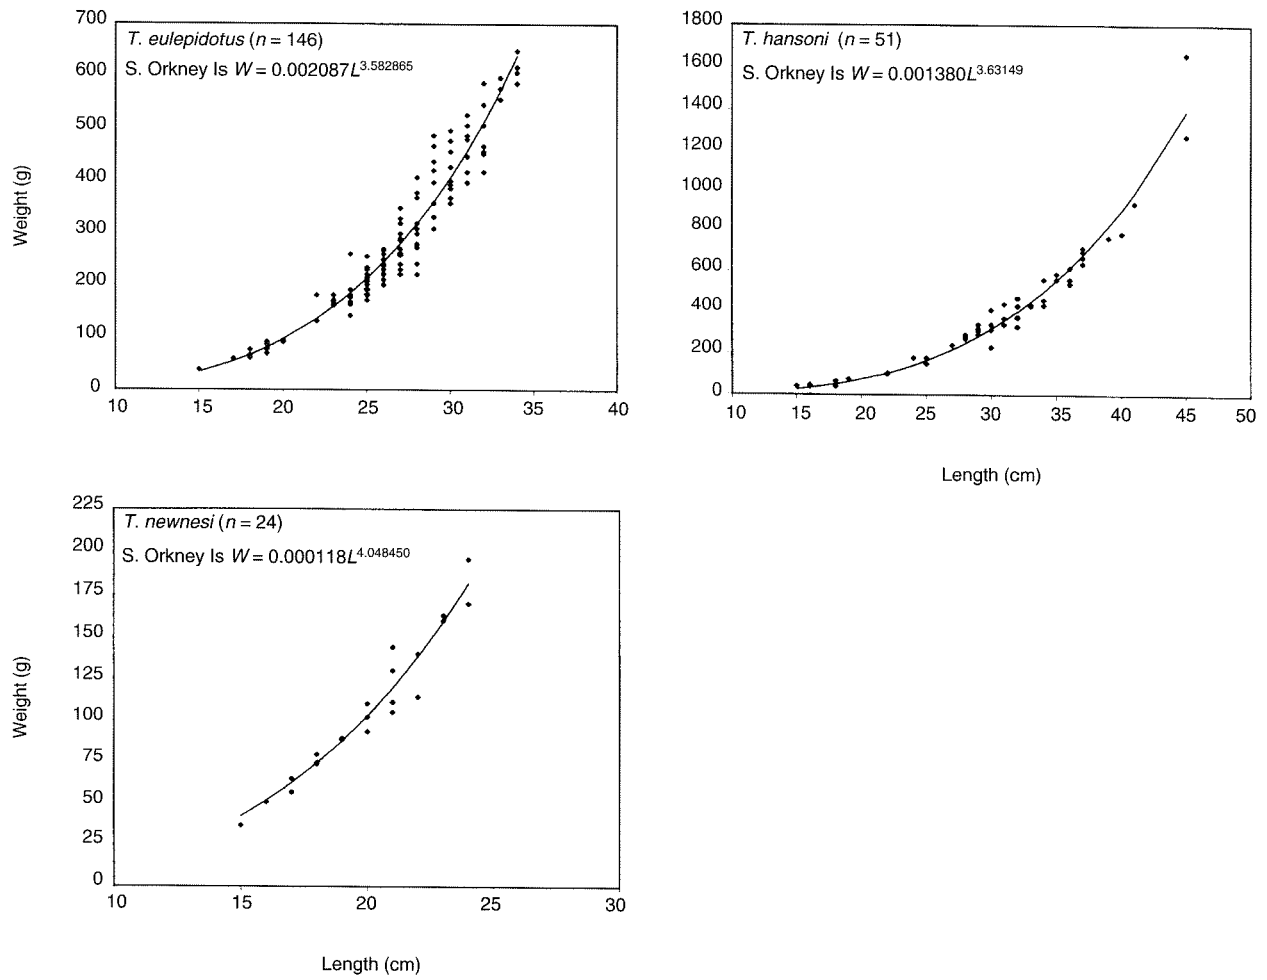 700
600
500
400
300
200
100
0
Weight (g)
T. eulepidotus (n = 146)
S. Orkney Is W = 0.002087L^3.582865
10 15 20 25 30 35 40
1800
1600
1400
1200
1000
800
600
400
200
0
T. hansoni (n = 51)
S. Orkney Is W = 0.001380L^3.63149
10 15 20 25 30 35 40 45 50
Length (cm)
225
200
175
150
125
100
75
50
25
0
Weight (g)
T. newnesi (n = 24)
S. Orkney Is W = 0.000118L^4.048450
10 15 20 25 30
Length (cm)